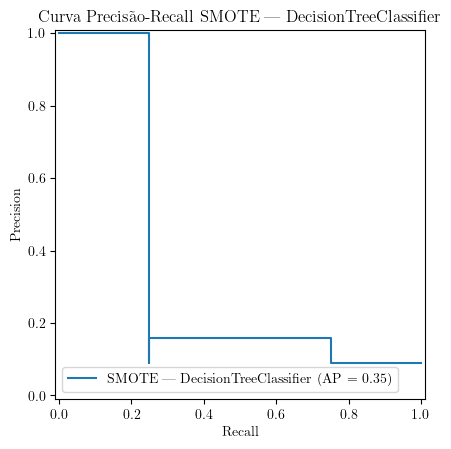 Curva Precisão-Recall SMOTE — DecisionTreeClassifier
1.0
0.8
0.6
0.4
0.2
0.0
Precision
SMOTE — DecisionTreeClassifier (AP = 0.35)
0.0 0.2 0.4 0.6 0.8 1.0
Recall